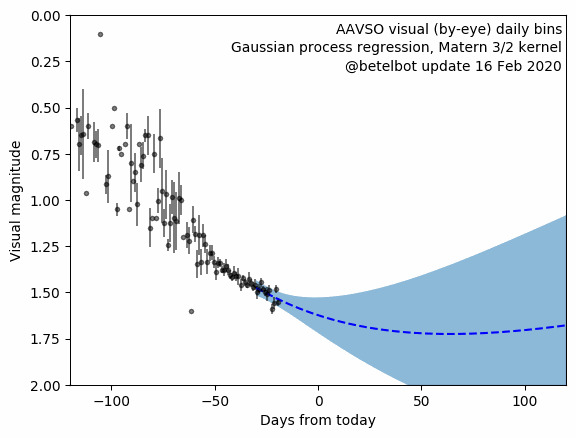 AAVSO visual (by-eye) daily bins
Gaussian process regression, Matern 3/2 kernel
@betelbot update 16 Feb 2020
Visual magnitude
0.00
0.25
0.50
0.75
1.00
1.25
1.50
1.75
2.00
−100
−50
0
50
100
Days from today